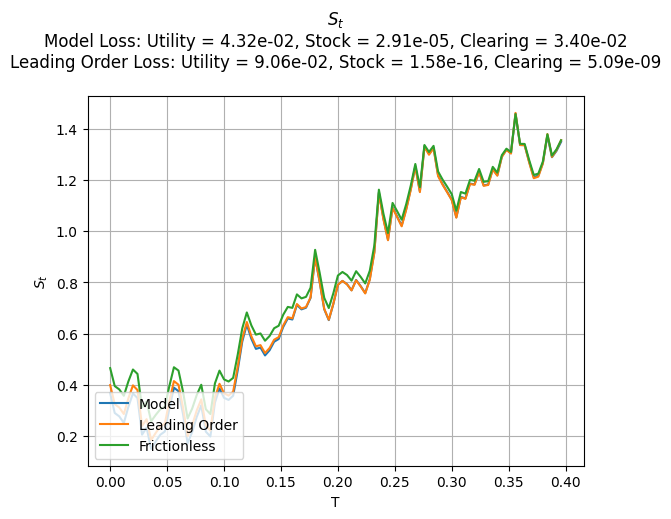 S_t
Model Loss: Utility = 4.32e-02, Stock = 2.91e-05, Clearing = 3.40e-02
Leading Order Loss: Utility = 9.06e-02, Stock = 1.58e-16, Clearing = 5.09e-09
1.4
1.2
1.0
0.8
0.6
0.4
0.2
S_t
Model
Leading Order
Frictionless
0.00 0.05 0.10 0.15 0.20 0.25 0.30 0.35 0.40
T